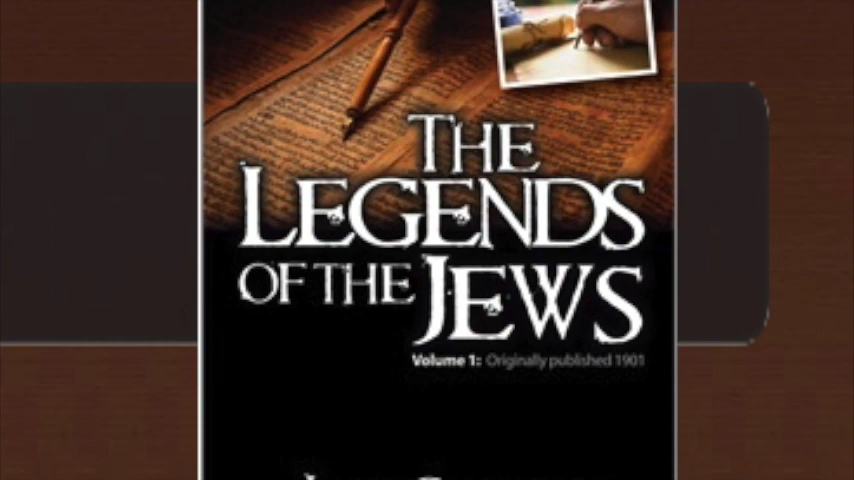 THE
LEGENDS
OF THE JEWS
Volume 1: Originally published 1901